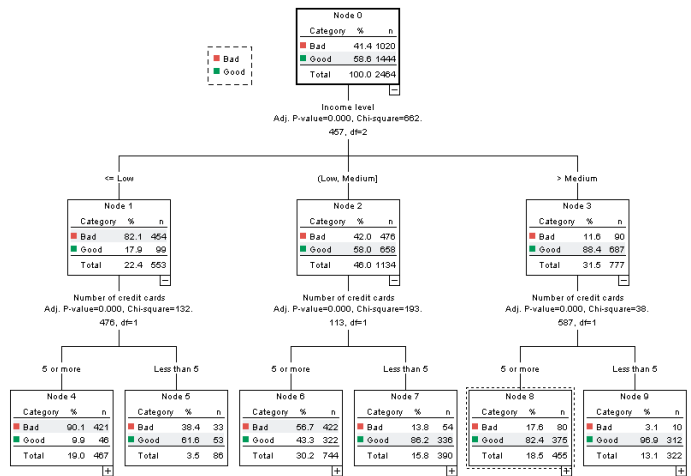 Node 0
Category % n
Bad 41.4 1020
Good 58.6 1444
Total 100.0 2464
Bad
Good
Income level
Adj. P-value=0.000, Chi-square=662.
457, df=2
<= Low
(Low, Medium]
> Medium
Node 1
Category % n
Bad 82.1 454
Good 17.9 99
Total 22.4 553
Node 2
Category % n
Bad 42.0 476
Good 58.0 658
Total 46.0 1134
Node 3
Category % n
Bad 11.6 90
Good 88.4 687
Total 31.5 777
Number of credit cards
Adj. P-value=0.000, Chi-square=132.
476, df=1
Number of credit cards
Adj. P-value=0.000, Chi-square=193.
113, df=1
Number of credit cards
Adj. P-value=0.000, Chi-square=38.
587, df=1
5 or more
Less than 5
5 or more
Less than 5
5 or more
Less than 5
Node 4
Category % n
Bad 90.1 421
Good 9.9 46
Total 19.0 467
Node 5
Category % n
Bad 38.4 33
Good 61.6 53
Total 3.5 86
Node 6
Category % n
Bad 56.7 422
Good 43.3 322
Total 30.2 744
Node 7
Category % n
Bad 13.8 54
Good 86.2 336
Total 15.8 390
Node 8
Category % n
Bad 17.6 80
Good 82.4 375
Total 18.5 455
Node 9
Category % n
Bad 3.1 10
Good 96.9 312
Total 13.1 322